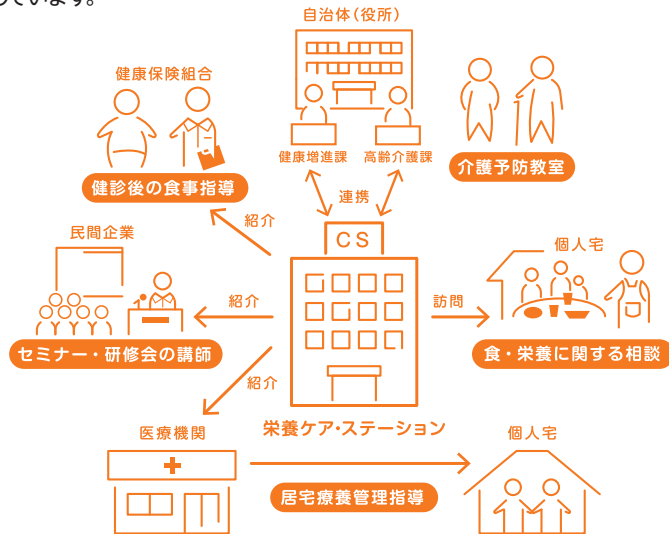 ています。
自治体（役所）
健康保険組合
健康増進課
高齢介護課
介護予防教室
健診後の食事指導
連携
紹介
民間企業
CS
個人宅
紹介
訪問
セミナー・研修会の講師
食・栄養に関する相談
紹介
医療機関
栄養ケア・ステーション
個人宅
居宅療養管理指導